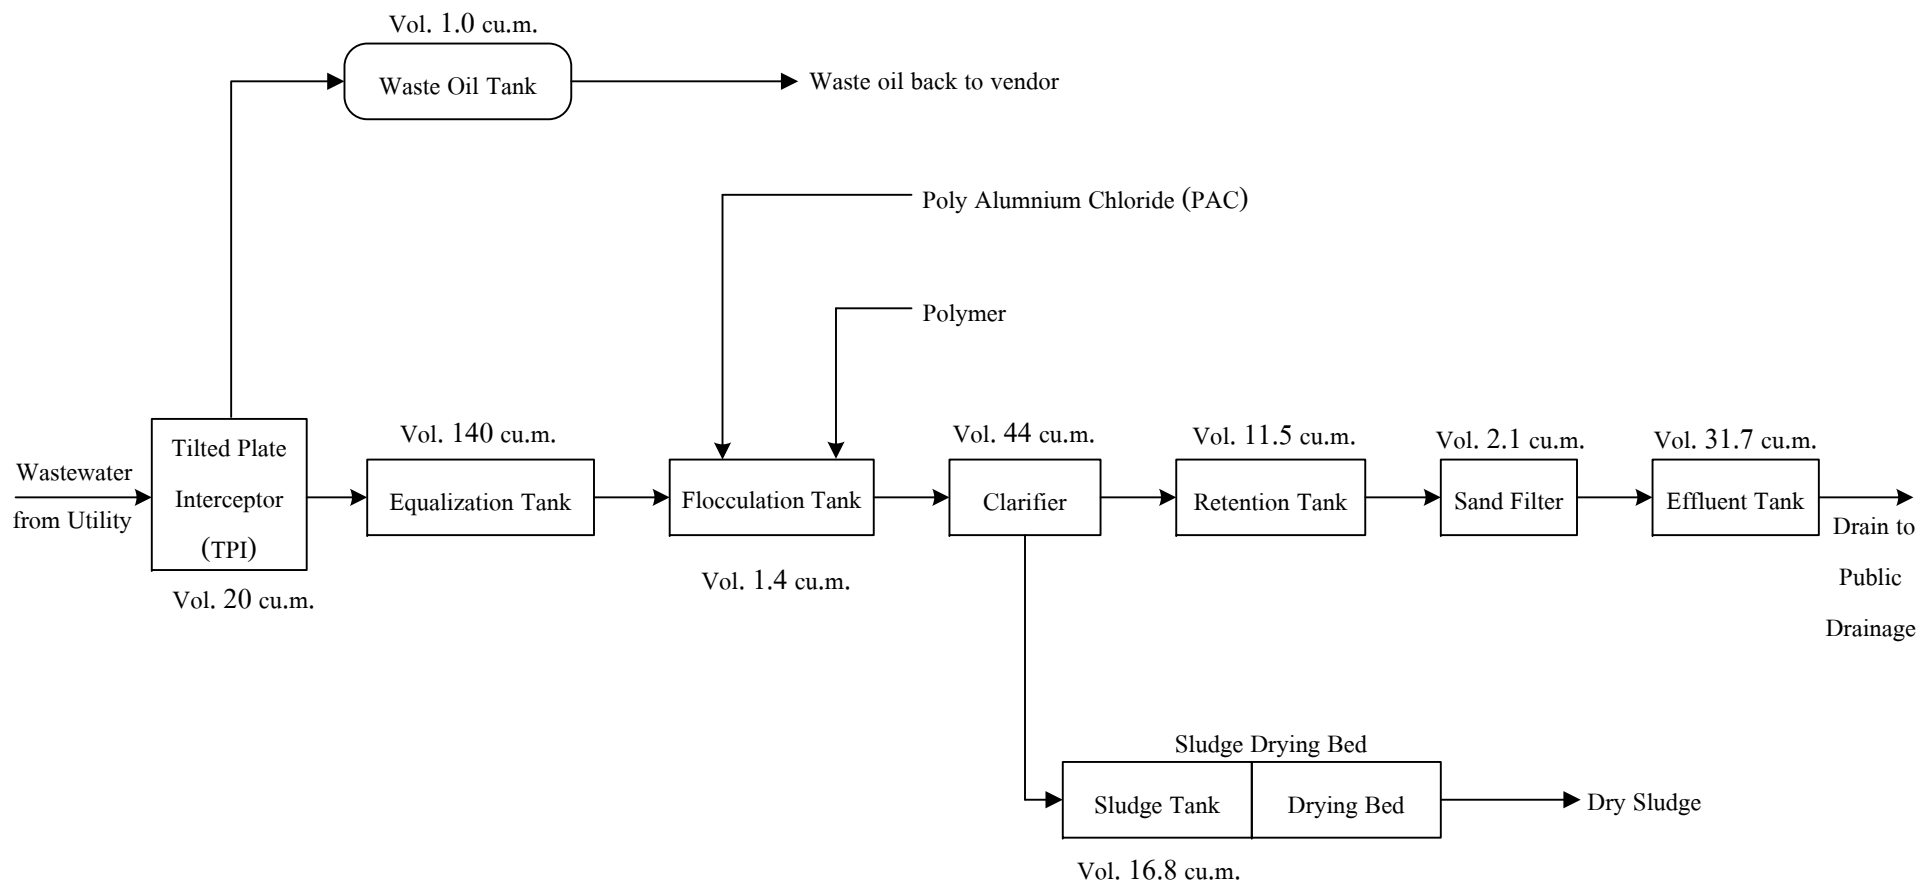 Vol. 1.0 cu.m.
Waste Oil Tank
Waste oil back to vendor
Poly Alumnium Chloride (PAC)
Polymer
Wastewater
from Utility
Tilted Plate
Interceptor
(TPI)
Vol. 20 cu.m.
Vol. 140 cu.m.
Equalization Tank
Flocculation Tank
Vol. 1.4 cu.m.
Vol. 44 cu.m.
Clarifier
Vol. 11.5 cu.m.
Retention Tank
Vol. 2.1 cu.m.
Sand Filter
Vol. 31.7 cu.m.
Effluent Tank
Drain to
Public
Drainage
Sludge Drying Bed
Sludge Tank
Drying Bed
Dry Sludge
Vol. 16.8 cu.m.